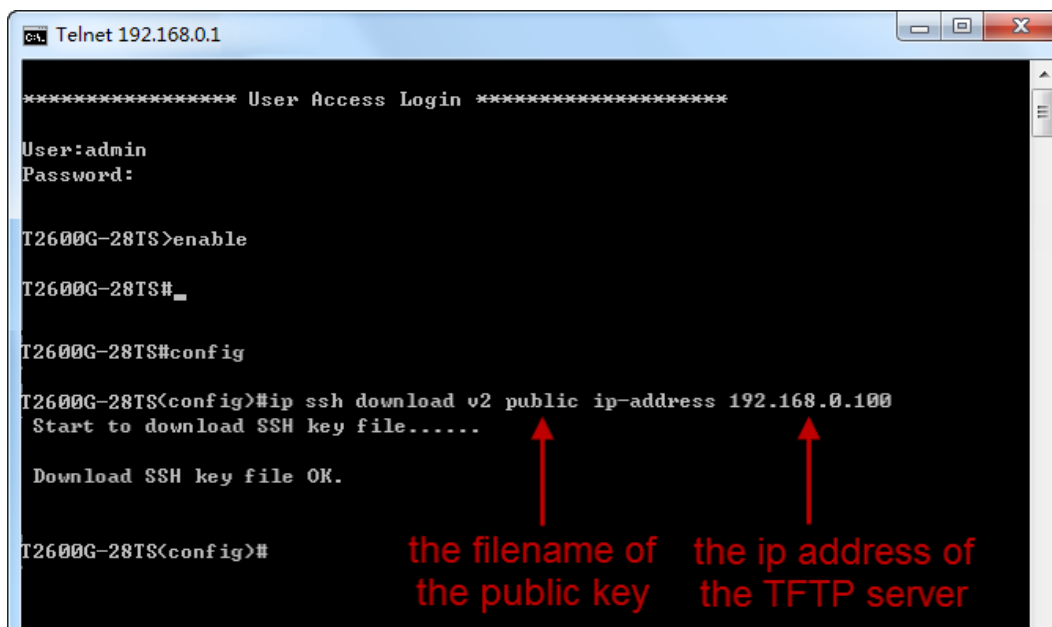 C:\. Telnet 192.168.0.1
***************** User Access Login ********************
User:admin
Password:
T2600G-28TS>enable
T2600G-28TS#_
T2600G-28TS#config
T2600G-28TS(config)#ip ssh download v2 public ip-address 192.168.0.100
Start to download SSH key file......
Download SSH key file OK.
T2600G-28TS(config)#
the filename of
the public key
the ip address of
the TFTP server